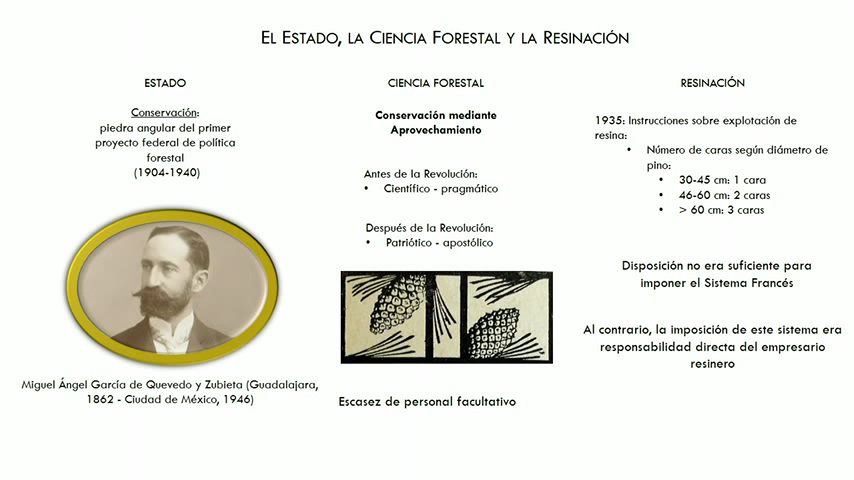 EL ESTADO, LA CIENCIA FORESTAL Y LA RESINACIÓN
ESTADO
Conservación:
piedra angular del primer
proyecto federal de política
forestal
(1904-1940)
Miguel Ángel García de Quevedo y Zubieta (Guadalajara,
1862 - Ciudad de México, 1946)
CIENCIA FORESTAL
Conservación mediante
Aprovechamiento
Antes de la Revolución:
• Científico - pragmático
Después de la Revolución:
• Patriótico - apostólico
Escasez de personal facultativo
RESINACIÓN
1935: Instrucciones sobre explotación de
resina:
• Número de caras según diámetro de
pino:
• 30-45 cm: 1 cara
• 46-60 cm: 2 caras
• > 60 cm: 3 caras
Disposición no era suficiente para
imponer el Sistema Francés
Al contrario, la imposición de este sistema era
responsabilidad directa del empresario
resinero